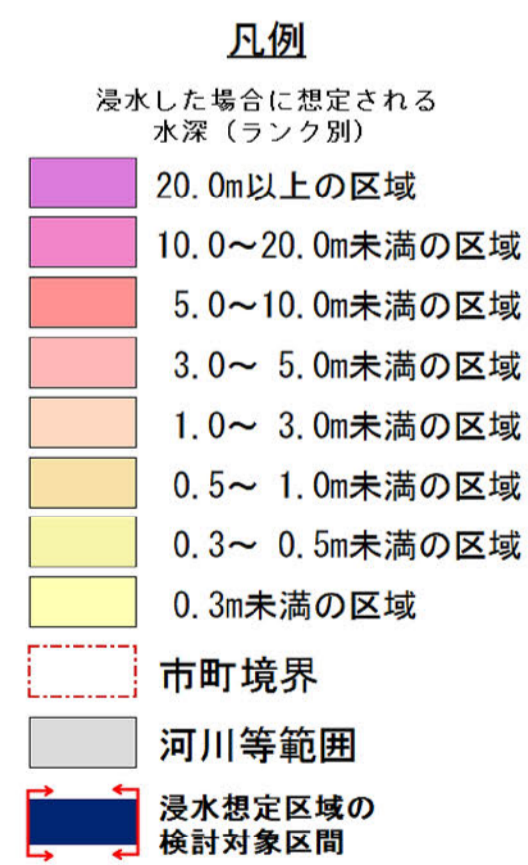 凡例
浸水した場合に想定される
水深（ランク別）
20.0m以上の区域
10.0～20.0m未満の区域
5.0～10.0m未満の区域
3.0～ 5.0m未満の区域
1.0～ 3.0m未満の区域
0.5～ 1.0m未満の区域
0.3～ 0.5m未満の区域
0.3m未満の区域
市町境界
河川等範囲
浸水想定区域の
検討対象区間